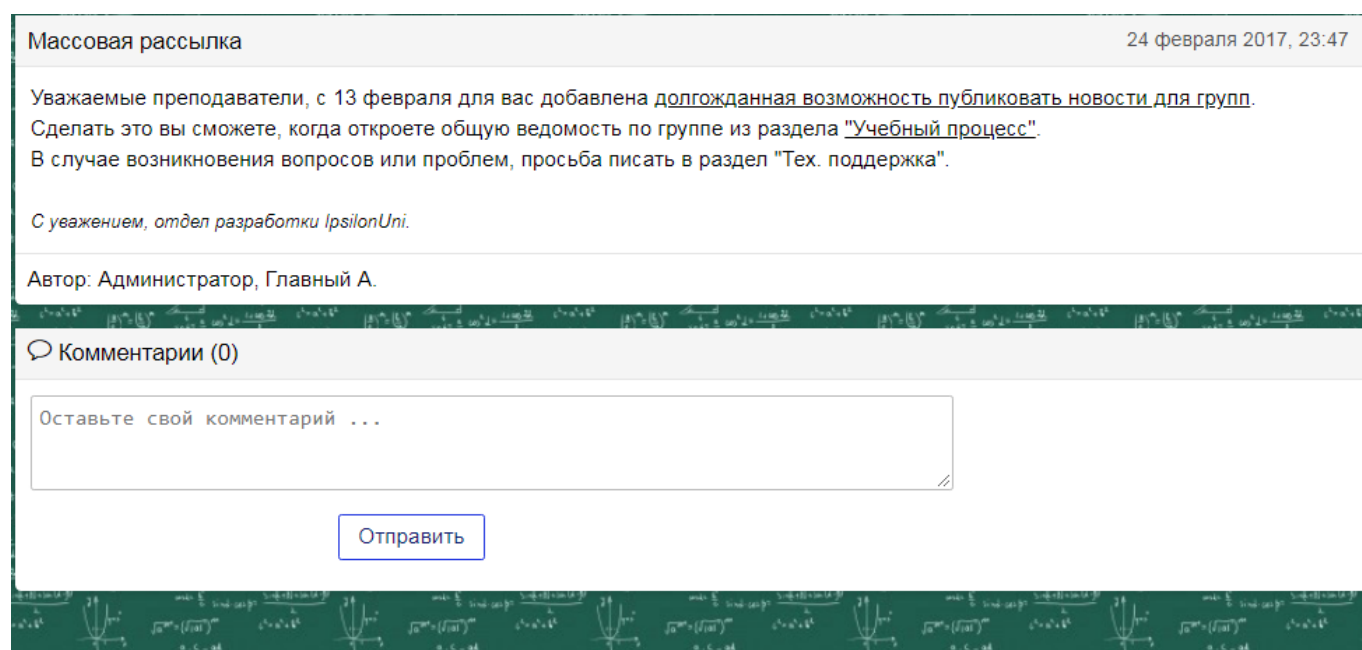 Массовая рассылка
24 февраля 2017, 23:47
Уважаемые преподаватели, с 13 февраля для вас добавлена долгожданная возможность публиковать новости для групп.
Сделать это вы сможете, когда откроете общую ведомость по группе из раздела "Учебный процесс".
В случае возникновения вопросов или проблем, просьба писать в раздел "Тех. поддержка".
С уважением, отдел разработки IpsilonUni.
Автор: Администратор, Главный А.
Комментарии (0)
Оставьте свой комментарий ...
Отправить